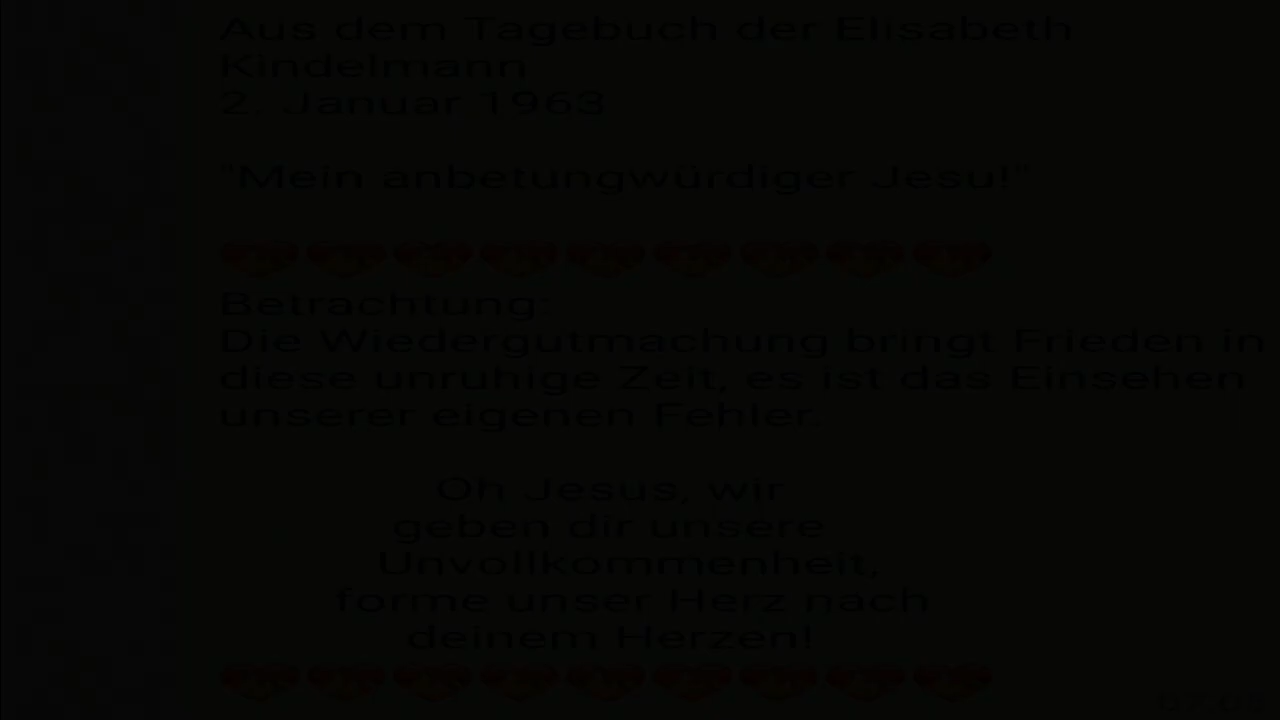 Aus dem Tagebuch der Elisabeth
Kindelmann
2. Januar 1963
"Mein anbetungwürdiger Jesu!"
Betrachtung:
Die Wiedergutmachung bringt Frieden in
diese unruhige Zeit, es ist das Einsehen
unserer eigenen Fehler.
Oh Jesus, wir
geben dir unsere
Unvollkommenheit,
forme unser Herz nach
deinem Herzen!